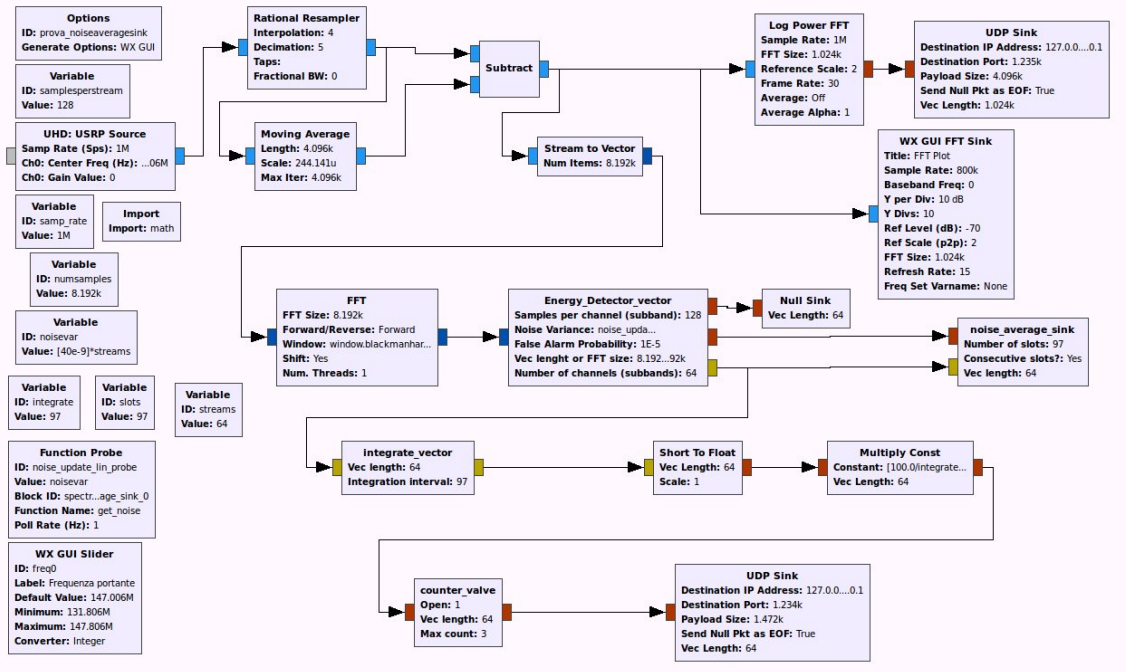 Options
ID: prova_noiseaveragesink
Generate Options: WX GUI
Variable
ID: samplesperstream
Value: 128
UHD: USRP Source
Samp Rate (Sps): 1M
Ch0: Center Freq (Hz): ...06M
Ch0: Gain Value: 0
Variable
ID: samp_rate
Value: 1M
Import
Import: math
Variable
ID: numsamples
Value: 8.192k
Variable
ID: noisevar
Value: [40e-9]*streams
Variable
ID: integrate
Value: 97
Variable
ID: slots
Value: 97
Variable
ID: streams
Value: 64
Function Probe
ID: noise_update_lin_probe
Value: noisevar
Block ID: spectr...age_sink_0
Function Name: get_noise
Poll Rate (Hz): 1
WX GUI Slider
ID: freq0
Label: Frequenza portante
Default Value: 147.006M
Minimum: 131.806M
Maximum: 147.806M
Converter: Integer
Rational Resampler
Interpolation: 4
Decimation: 5
Taps:
Fractional BW: 0
Moving Average
Length: 4.096k
Scale: 244.141u
Max Iter: 4.096k
Subtract
Stream to Vector
Num Items: 8.192k
Log Power FFT
Sample Rate: 1M
FFT Size: 1.024k
Reference Scale: 2
Frame Rate: 30
Average: Off
Average Alpha: 1
UDP Sink
Destination IP Address: 127.0.0....0.1
Destination Port: 1.235k
Payload Size: 4.096k
Send Null Pkt as EOF: True
Vec Length: 1.024k
WX GUI FFT Sink
Title: FFT Plot
Sample Rate: 800k
Baseband Freq: 0
Y per Div: 10 dB
Y Divs: 10
Ref Level (dB): -70
Ref Scale (p2p): 2
FFT Size: 1.024k
Refresh Rate: 15
Freq Set Varname: None
FFT
FFT Size: 8.192k
Forward/Reverse: Forward
Window: window.blackmanhar...
Shift: Yes
Num. Threads: 1
Energy_Detector_vector
Samples per channel (subband): 128
Noise Variance: noise_upda...
False Alarm Probability: 1E-5
Vec lenght or FFT size: 8.192...92k
Number of channels (subbands): 64
Null Sink
Vec Length: 64
noise_average_sink
Number of slots: 97
Consecutive slots?: Yes
Vec length: 64
integrate_vector
Vec length: 64
Integration interval: 97
Short To Float
Vec Length: 64
Scale: 1
Multiply Const
Constant: [100.0/integrate...
Vec Length: 64
counter_valve
Open: 1
Vec length: 64
Max count: 3
UDP Sink
Destination IP Address: 127.0.0....0.1
Destination Port: 1.234k
Payload Size: 1.472k
Send Null Pkt as EOF: True
Vec Length: 64